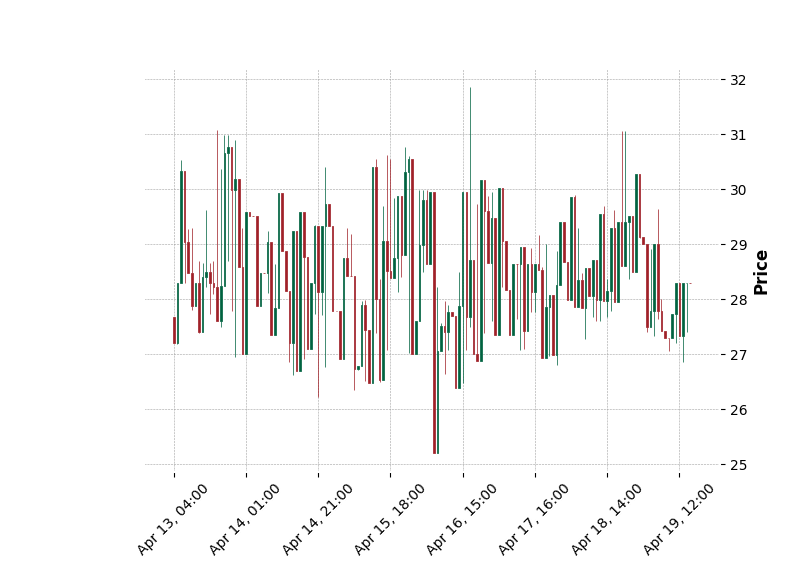 32
31
30
29
28
27
26
25
Price
Apr 13, 04:00
Apr 14, 01:00
Apr 14, 21:00
Apr 15, 18:00
Apr 16, 15:00
Apr 17, 16:00
Apr 18, 14:00
Apr 19, 12:00